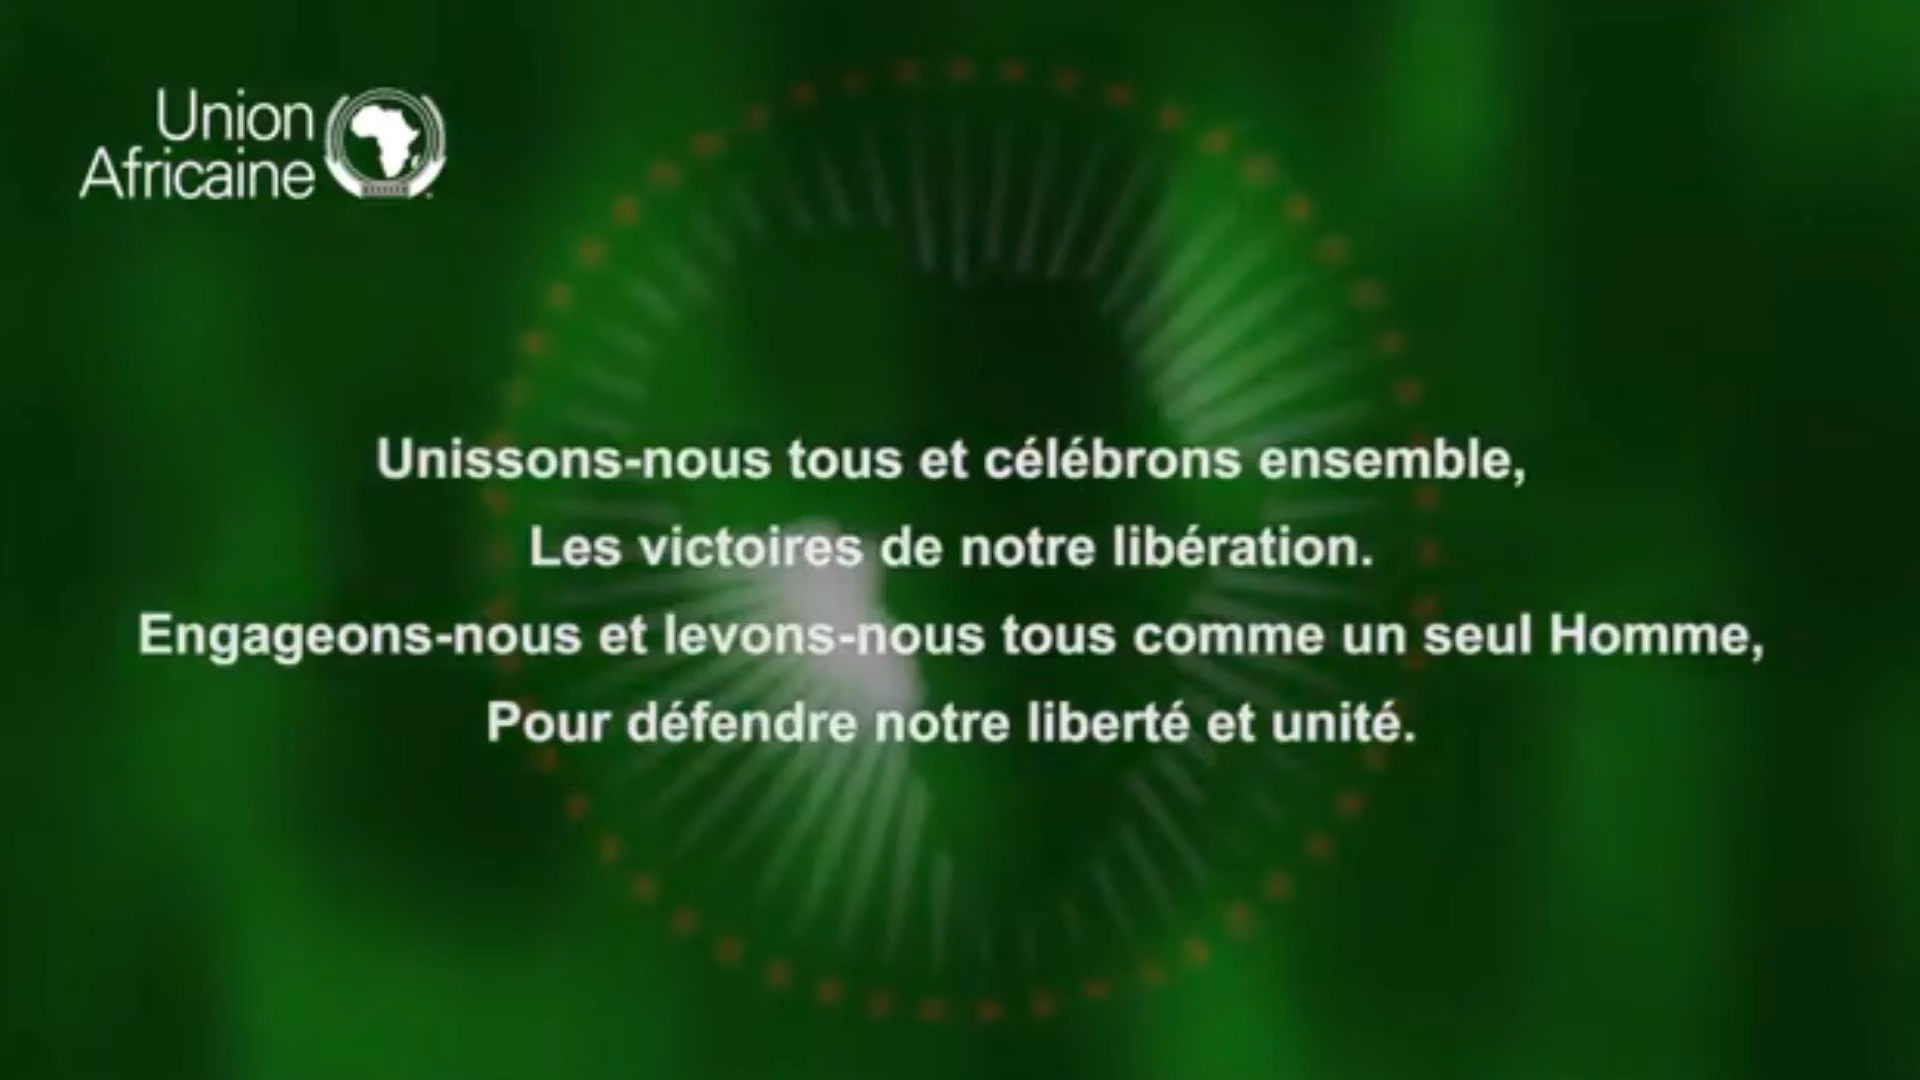 Union
Africaine
Unissons-nous tous et célébrons ensemble,
Les victoires de notre libération.
Engageons-nous et levons-nous tous comme un seul Homme,
Pour défendre notre liberté et unité.